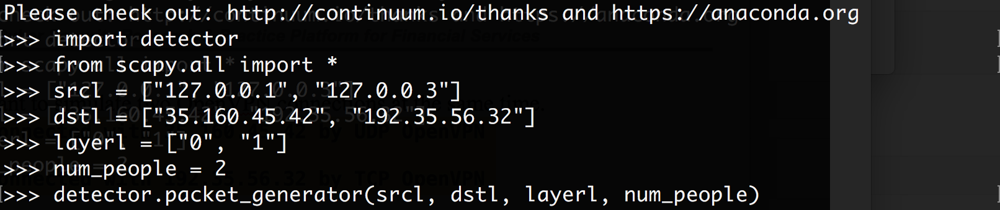 Please check out: http://continuum.io/thanks and https://anaconda.org
>>> import detector
>>> from scapy.all import *
>>> srcl = ["127.0.0.1", "127.0.0.3"]
>>> dstl = ["35.160.45.42", "192.35.56.32"]
>>> layerl = ["0", "1"]
>>> num_people = 2
>>> detector.packet_generator(srcl, dstl, layerl, num_people)